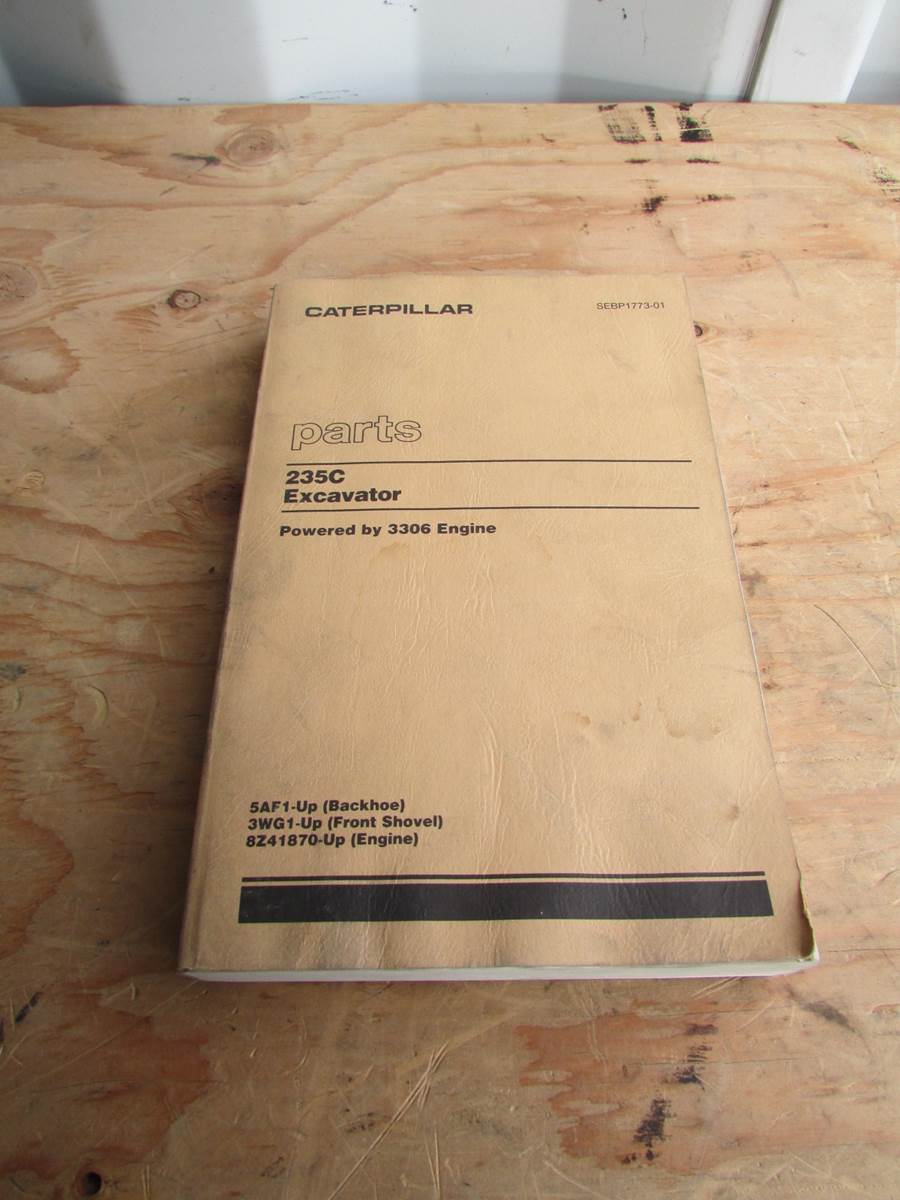 CATERPILLAR
SEBP1773-01
parts
235C
Excavator
Powered by 3306 Engine
5AF1-Up (Backhoe)
3WG1-Up (Front Shovel)
8Z41870-Up (Engine)